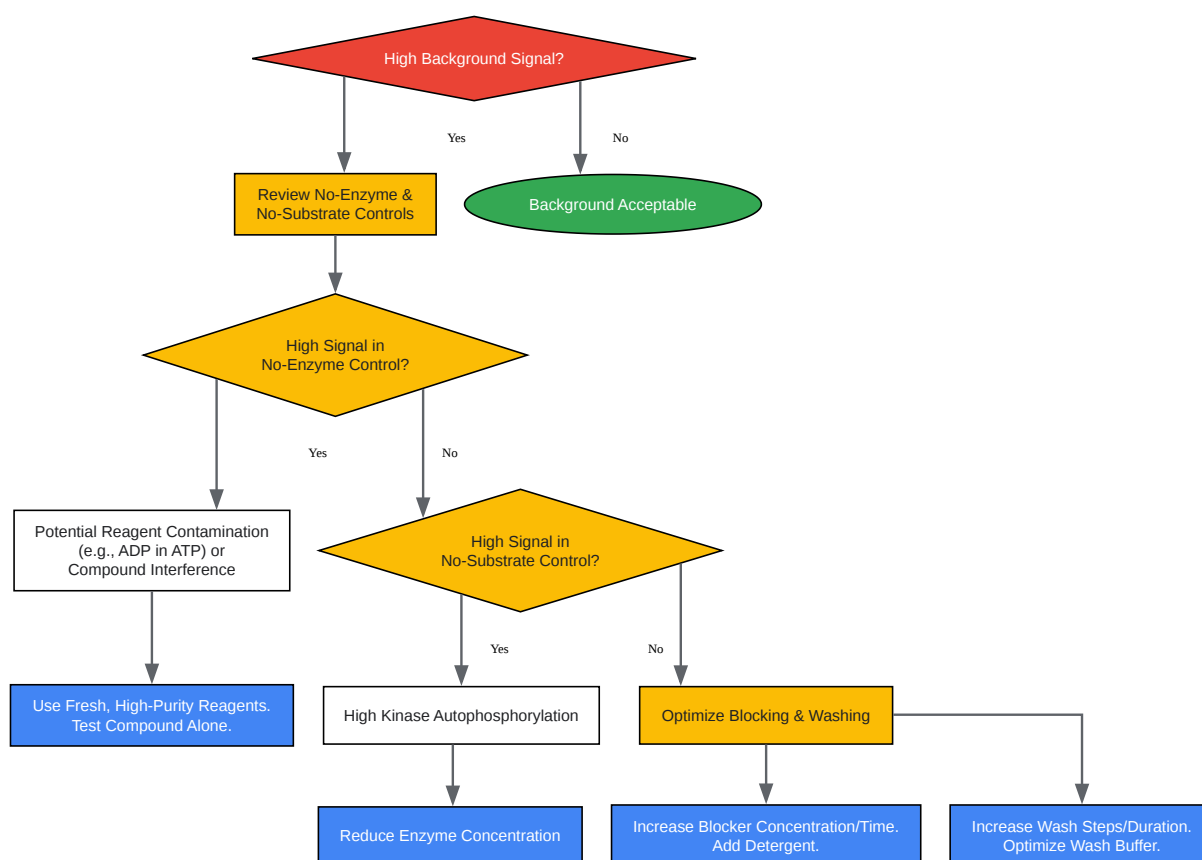 High Background Signal?
Yes
No
Review No-Enzyme &
No-Substrate Controls
Background Acceptable
High Signal in
No-Enzyme Control?
Yes
No
Potential Reagent Contamination
(e.g., ADP in ATP) or
Compound Interference
High Signal in
No-Substrate Control?
Yes
No
Use Fresh, High-Purity Reagents.
Test Compound Alone.
High Kinase Autophosphorylation
Optimize Blocking & Washing
Reduce Enzyme Concentration
Increase Blocker Concentration/Time.
Add Detergent.
Increase Wash Steps/Duration.
Optimize Wash Buffer.